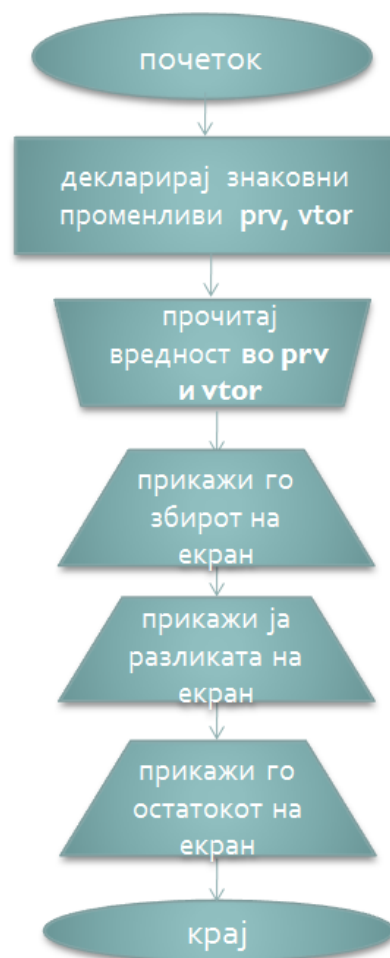 почеток
декларирај знаковни
променливи prv, vtor
прочитај
вредност во prv
и vtor
прикажи го
збирот на
екран
прикажи ја
разликата на
екран
прикажи го
остатокот на
екран
крај